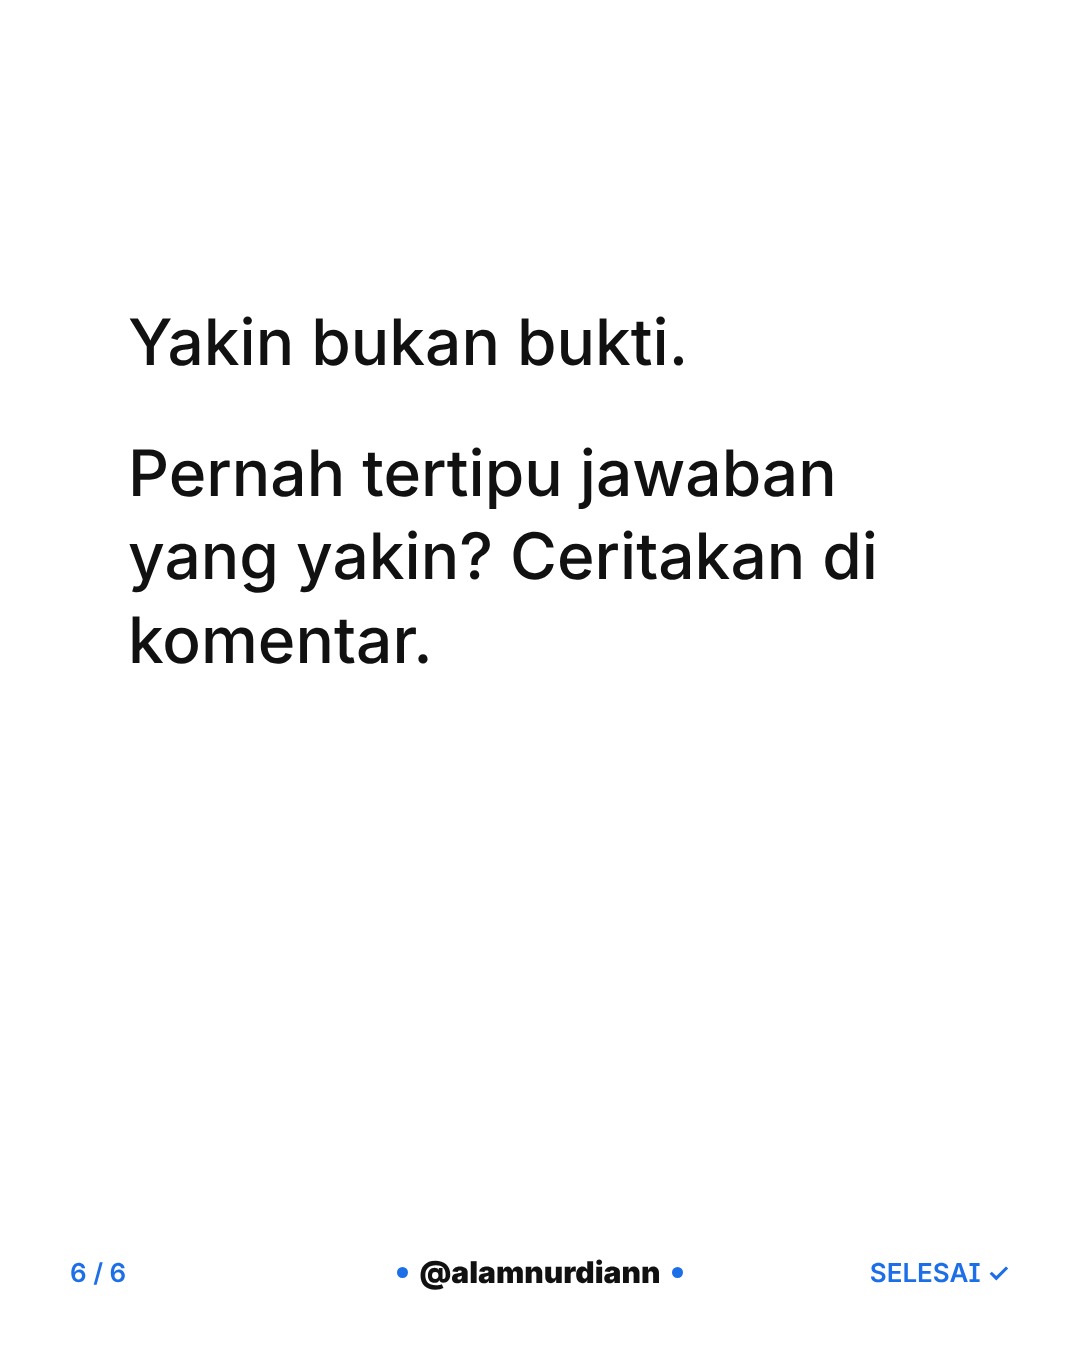 Yakin bukan bukti.
Pernah tertipu jawaban
yang yakin? Ceritakan di
komentar.
6 / 6
• @alamnurdiann •
SELESAI ✓